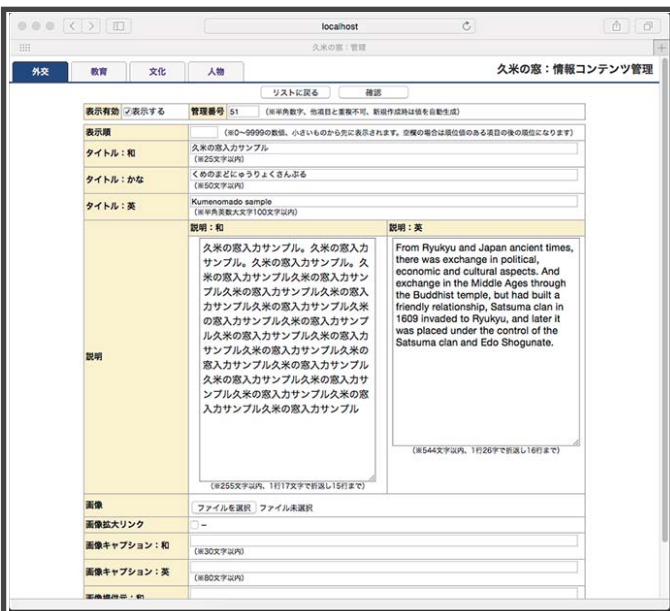 localhost
久米の窓：管理
外交 教育 文化 人物 久米の窓：情報コンテンツ管理
リストに戻る 確認
表示有効 表示する 管理番号 51 （※半角数字、他項目と重複不可、新規作成時は値を自動生成）
表示順 （※0〜9999の数値、小さいものから先に表示されます。空欄の場合は順位値のある項目の後の順位になります）
タイトル：和 久米の窓入力サンプル
（※25文字以内）
タイトル：かな くめのまどにゅうりょくさんぷる
（※50文字以内）
タイトル：英 Kumenomado sample
（※半角英数大文字100文字以内）
説明
説明：和
久米の窓入力サンプル。久米の窓入力
サンプル。久米の窓入力サンプル。久
米の窓入力サンプル久米の窓入力サン
プル久米の窓入力サンプル久米の窓入
力サンプル久米の窓入力サンプル久米
の窓入力サンプル久米の窓入力サンプ
ル久米の窓入力サンプル久米の窓入力
サンプル久米の窓入力サンプル久米の
窓入力サンプル久米の窓入力サンプル
久米の窓入力サンプル久米の窓入力サ
ンプル久米の窓入力サンプル久米の窓
入力サンプル久米の窓入力サンプル
（※255文字以内、1行17文字で折返し15行まで）
説明：英
From Ryukyu and Japan ancient times,
there was exchange in political,
economic and cultural aspects. And
exchange in the Middle Ages through
the Buddhist temple, but had built a
friendly relationship, Satsuma clan in
1609 invaded to Ryukyu, and later it
was placed under the control of the
Satsuma clan and Edo Shogunate.
（※544文字以内、1行26字で折返し16行まで）
画像 ファイルを選択 ファイル未選択
画像拡大リンク –
画像キャプション：和
（※30文字以内）
画像キャプション：英
（※80文字以内）
画像提供元：和